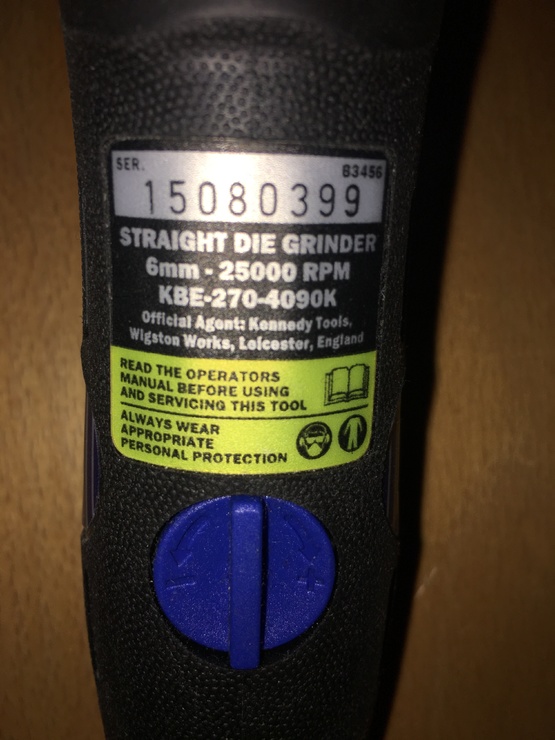 SER. B3456
15080399
STRAIGHT DIE GRINDER
6mm - 25000 RPM
KBE-270-4090K
Official Agent: Kennedy Tools,
Wigston Works, Leicester, England
READ THE OPERATORS
MANUAL BEFORE USING
AND SERVICING THIS TOOL
ALWAYS WEAR
APPROPRIATE
PERSONAL PROTECTION